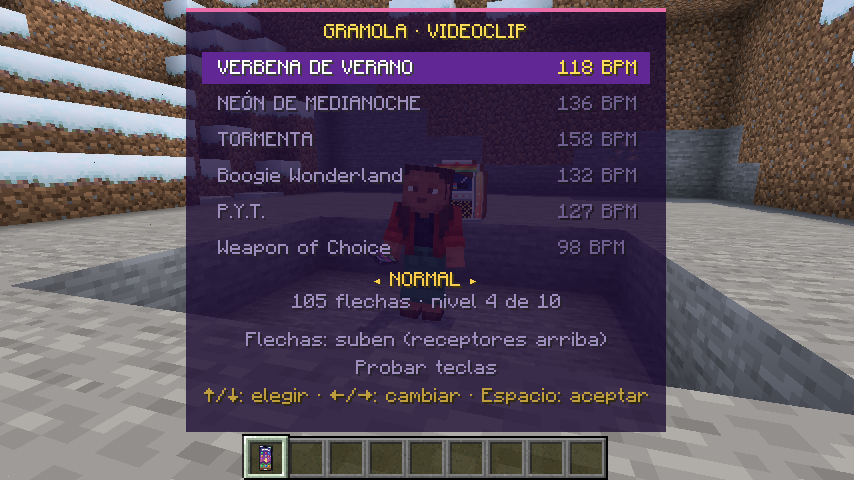 GRAMOLA · VIDEOCLIP
VERBENA DE VERANO 118 BPM
NEÓN DE MEDIANOCHE 136 BPM
TORMENTA 158 BPM
Boogie Wonderland 132 BPM
P.Y.T. 127 BPM
Weapon of Choice 98 BPM
◂ NORMAL ▸
105 flechas · nivel 4 de 10
Flechas: suben (receptores arriba)
Probar teclas
↑/↓: elegir · ←/→: cambiar · Espacio: aceptar